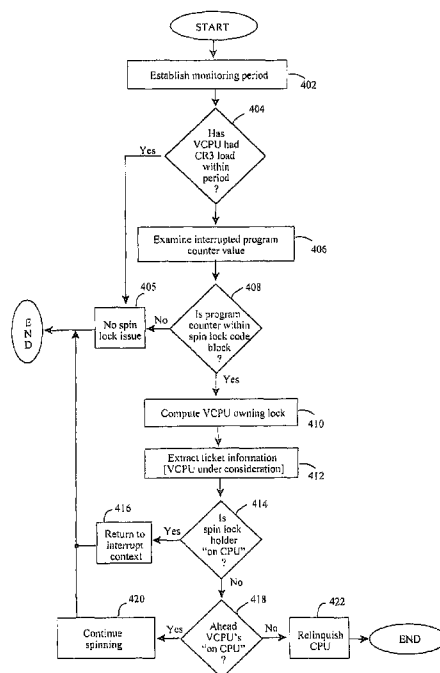 START
Establish monitoring period
402
404
Has
VCPU had
CR3 load
within
period
?
Yes
Examine interrupted program
counter value
406
405
408
END
No spin
lock issue
No
Is program
counter within
spin lock code
block?
Yes
Compute VCPU owning lock
410
Extract ticket information
[VCPU under consideration]
412
416
414
Return to
interrupt
context
Yes
Is
spin lock
holder
"on CPU"
?
No
420
418
422
Continue
spinning
Yes
Ahead
VCPU's
"on CPU"
?
No
Relinquish
CPU
END